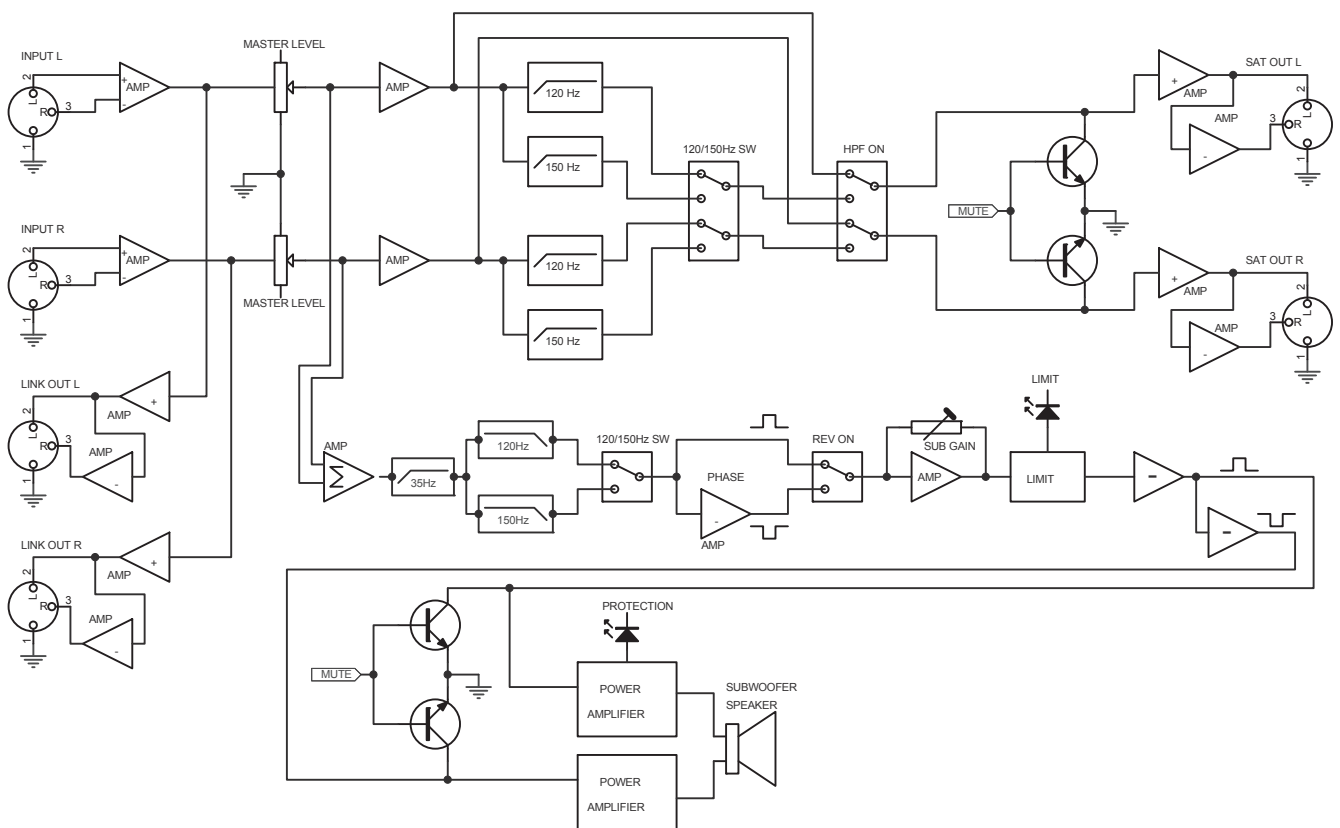 INPUT L
MASTER LEVEL
2
+
-
AMP
L
R
3
1
AMP
120 Hz
150 Hz
120/150Hz SW
HPF ON
+
AMP
SAT OUT L
2
AMP
-
3
L
R
1
MUTE
INPUT R
2
+
-
AMP
L
R
3
1
MASTER LEVEL
AMP
120 Hz
150 Hz
+
AMP
SAT OUT R
2
AMP
-
3
L
R
1
LINK OUT L
2
AMP
+
L
R
3
AMP
-
1
AMP
Σ
35Hz
120Hz
150Hz
120/150Hz SW
PHASE
-
AMP
REV ON
SUB GAIN
AMP
LIMIT
LIMIT
-
-
LINK OUT R
2
AMP
+
L
R
3
AMP
-
1
MUTE
PROTECTION
POWER
AMPLIFIER
SUBWOOFER
SPEAKER
POWER
AMPLIFIER